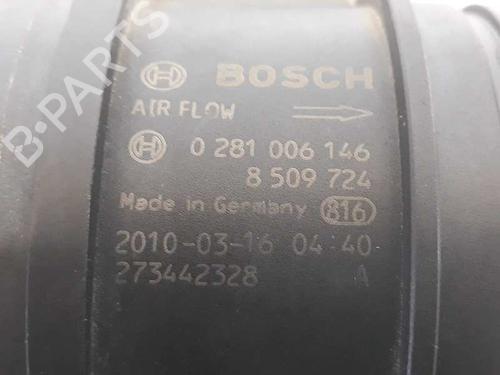 BOSCH
AIR FLOW
0 281 006 146
8 509 724
Made in Germany 816
2010-03-16 04:40
273442328 A
B-PARTS